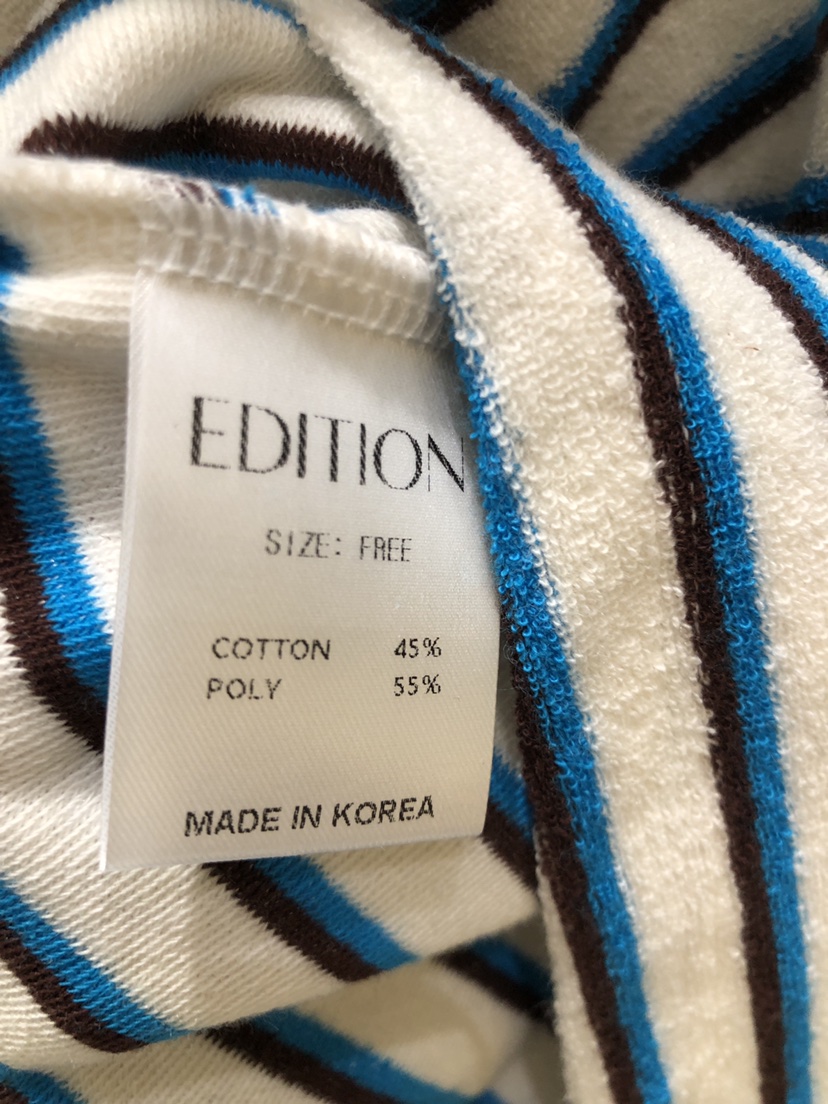 EDITION
SIZE: FREE
COTTON 45%
POLY 55%
MADE IN KOREA